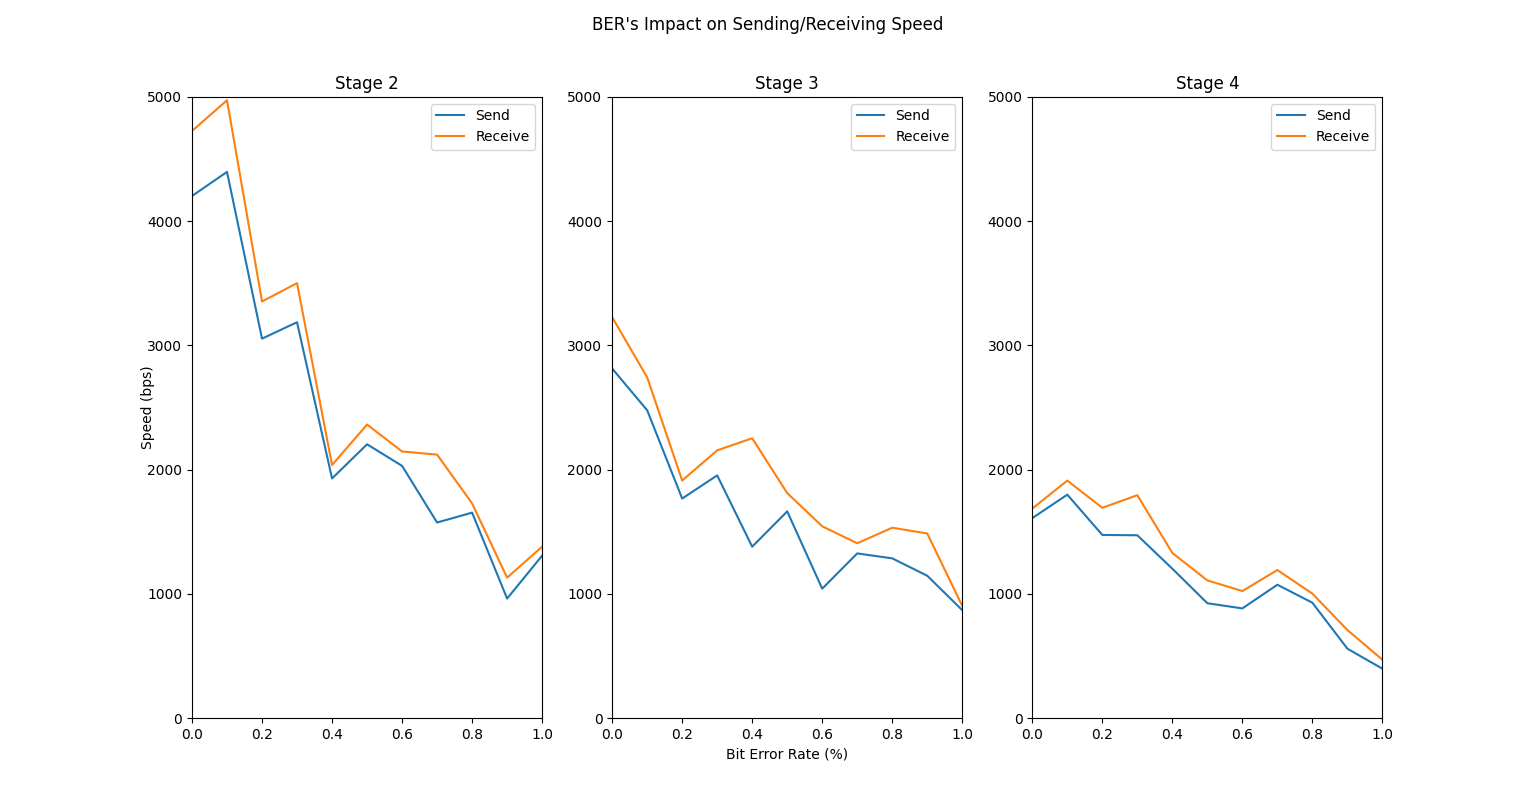 BER's Impact on Sending/Receiving Speed
Stage 2
Stage 3
Stage 4
Send
Receive
Send
Receive
Send
Receive
5000
4000
3000
2000
1000
0
5000
4000
3000
2000
1000
0
5000
4000
3000
2000
1000
0
Speed (bps)
0.0 0.2 0.4 0.6 0.8 1.0
0.0 0.2 0.4 0.6 0.8 1.0
0.0 0.2 0.4 0.6 0.8 1.0
Bit Error Rate (%)